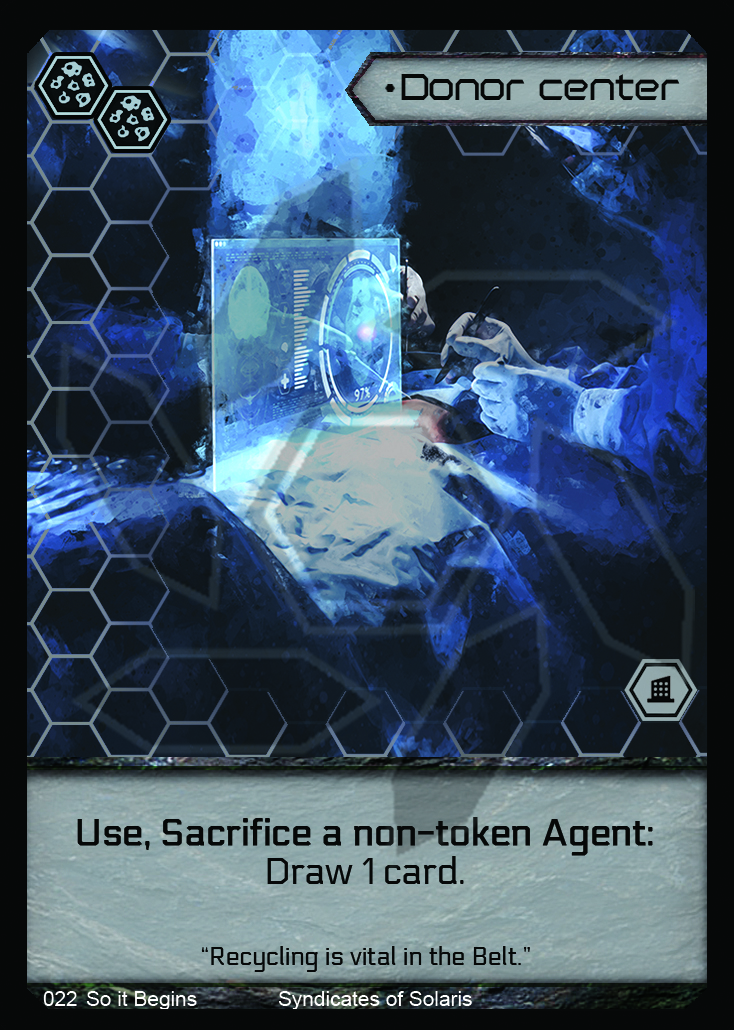 •Donor center
97%
Use, Sacrifice a non-token Agent:
Draw 1 card.
“Recycling is vital in the Belt.”
022 So it Begins Syndicates of Solaris